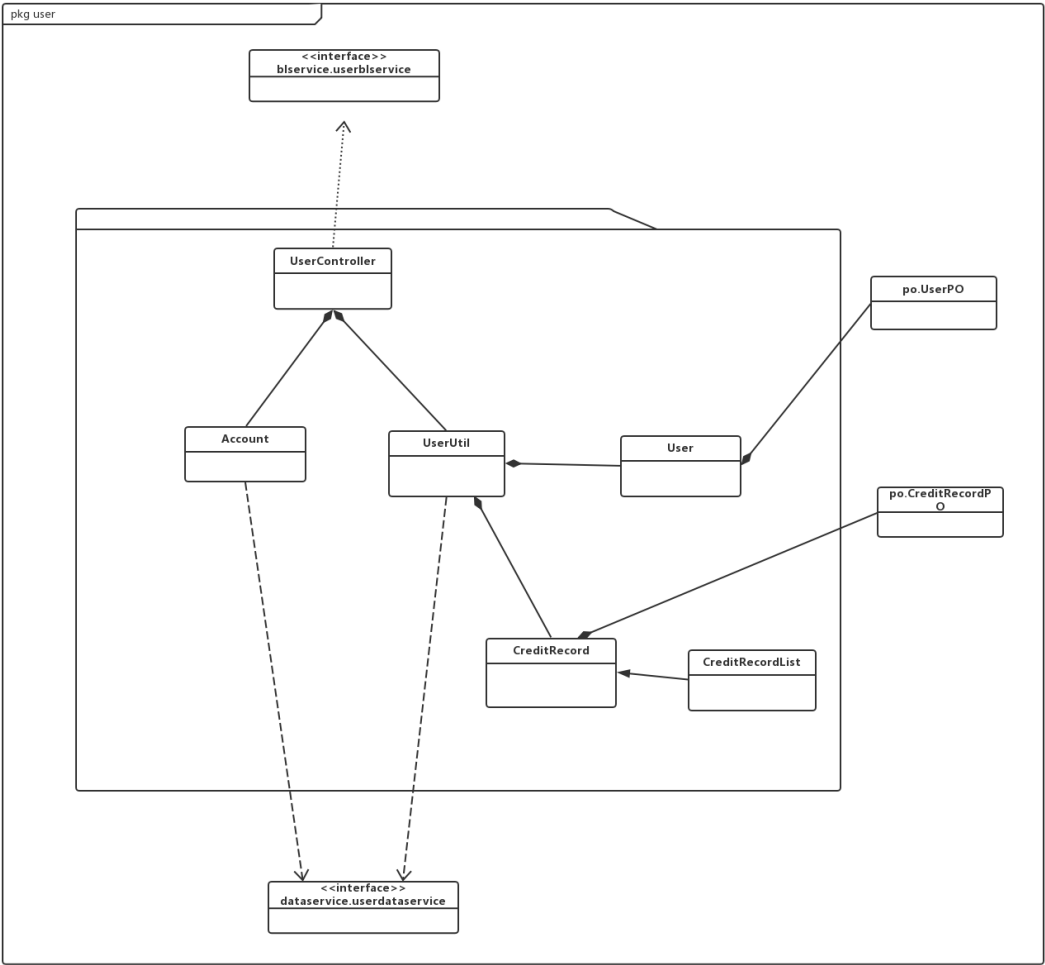 pkg user
<<interface>>
blservice.userblservice
UserController
po.UserPO
Account
UserUtil
User
po.CreditRecordP
O
CreditRecord
CreditRecordList
<<interface>>
dataservice.userdataservice